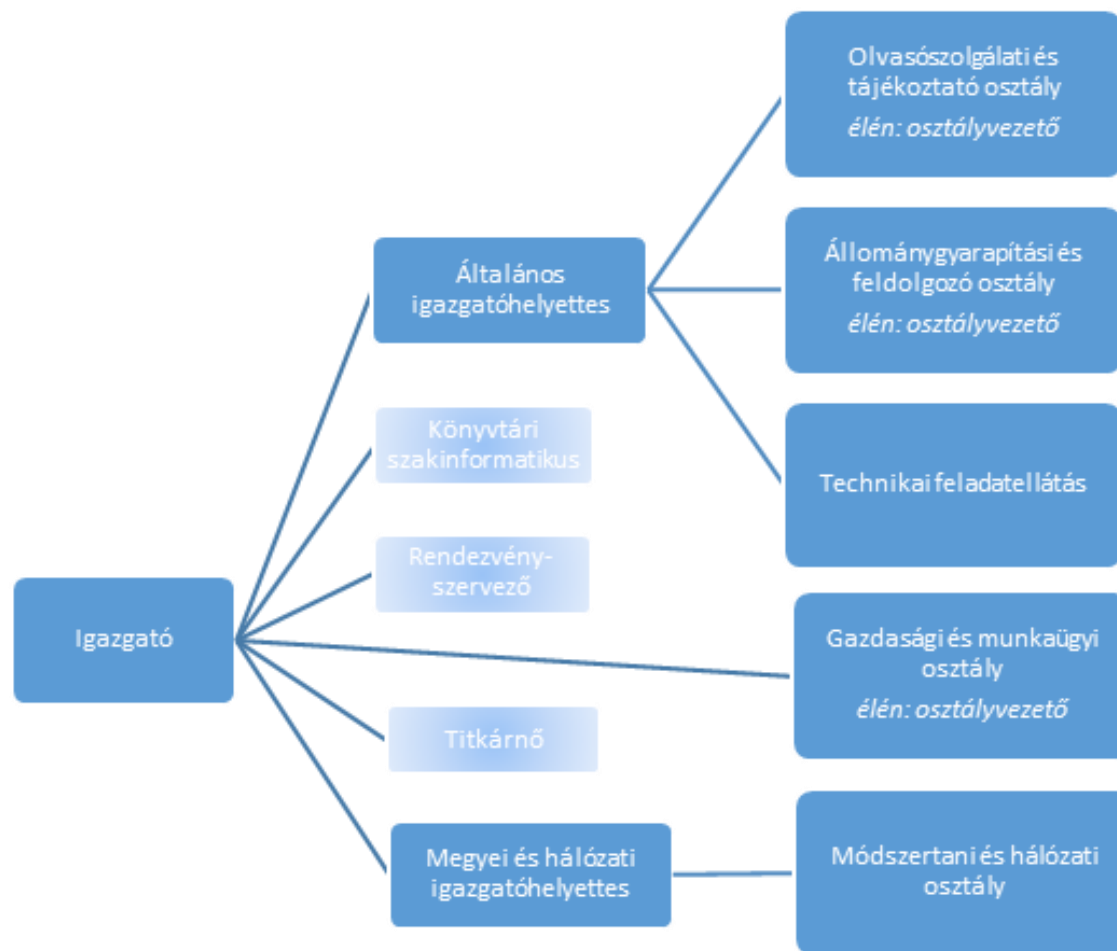 Olvasószolgálati és
tájékoztató osztály
élén: osztályvezető
Állománygyarapítási és
feldolgozó osztály
élén: osztályvezető
Általános
igazgatóhelyettes
Könyvtári
szakinformatikus
Technikai feladatellátás
Rendezvény-
szervező
Igazgató
Gazdasági és munkaügyi
osztály
élén: osztályvezető
Titkárnő
Megyei és hálózati
igazgatóhelyettes
Módszertani és hálózati
osztály